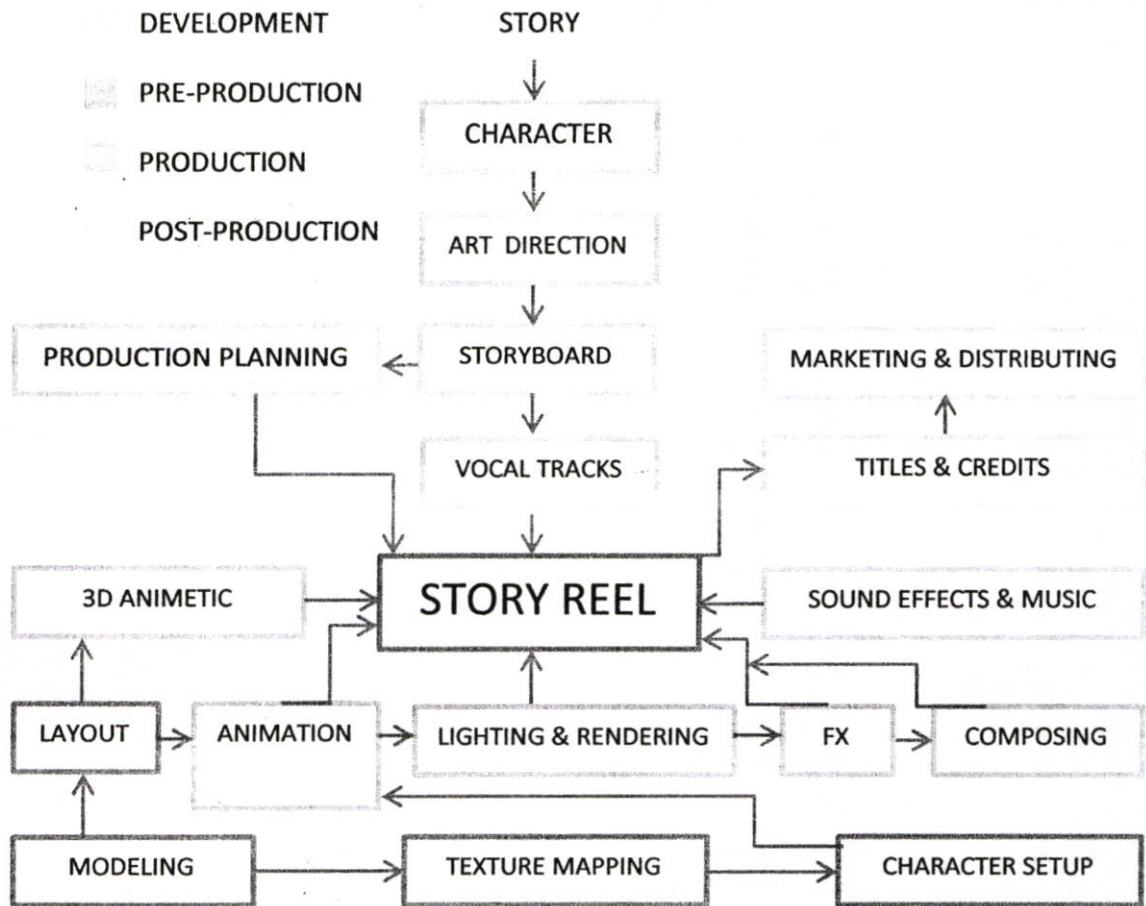 DEVELOPMENT
STORY
PRE-PRODUCTION
CHARACTER
PRODUCTION
POST-PRODUCTION
ART DIRECTION
PRODUCTION PLANNING
STORYBOARD
MARKETING & DISTRIBUTING
VOCAL TRACKS
TITLES & CREDITS
3D ANIMETIC
STORY REEL
SOUND EFFECTS & MUSIC
LAYOUT
ANIMATION
LIGHTING & RENDERING
FX
COMPOSING
MODELING
TEXTURE MAPPING
CHARACTER SETUP